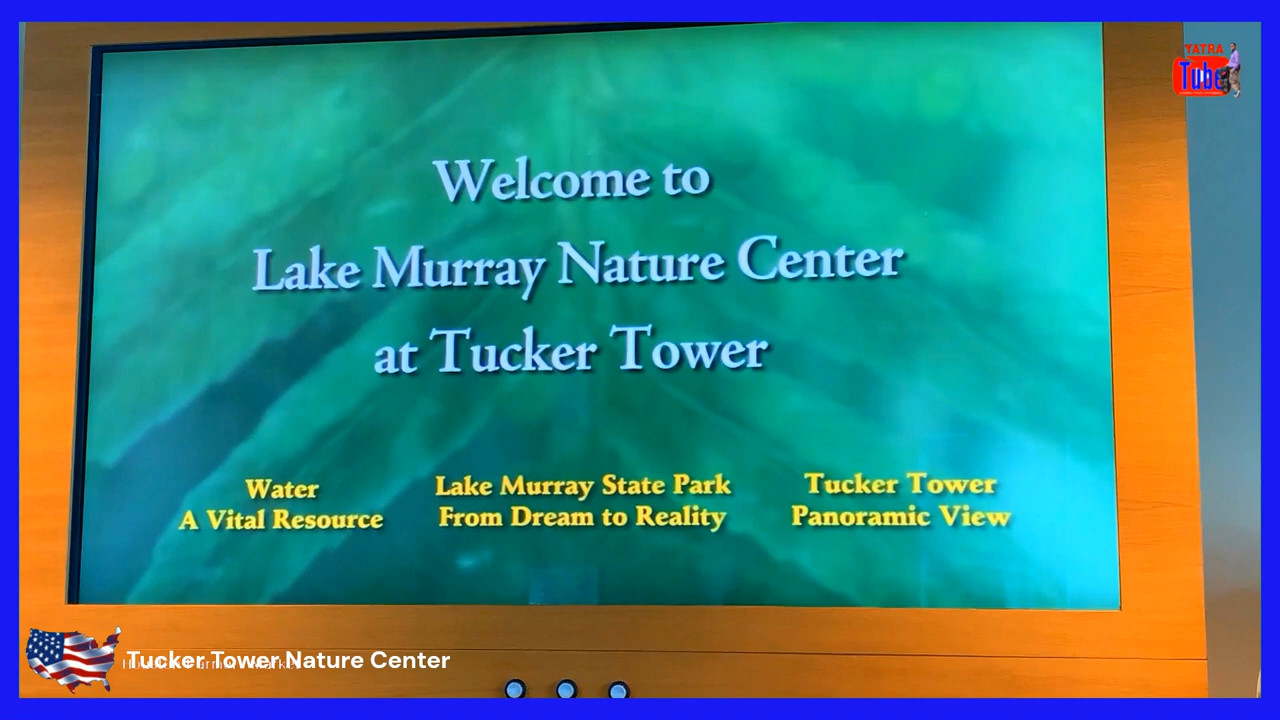 YATRA
Tube
Welcome to
Lake Murray Nature Center
at Tucker Tower
Water
A Vital Resource
Lake Murray State Park
From Dream to Reality
Tucker Tower
Panoramic View
Tucker Tower Nature Center